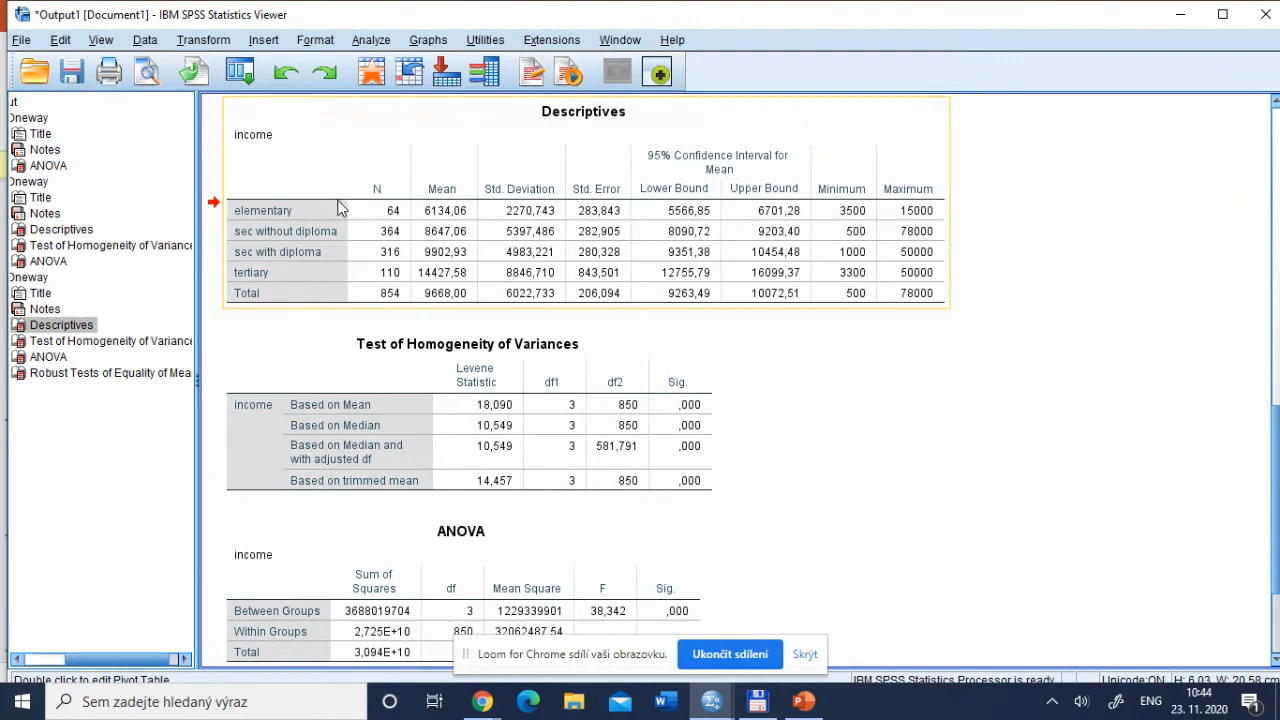 *Output1 [Document1] - IBM SPSS Statistics Viewer
File Edit View Data Transform Insert Format Analyze Graphs Utilities Extensions Window Help
ut
Oneway
Title
Notes
ANOVA
Oneway
Title
Notes
Descriptives
Test of Homogeneity of Variance
ANOVA
Oneway
Title
Notes
Descriptives
Test of Homogeneity of Variance
ANOVA
Robust Tests of Equality of Mea
Descriptives
income
95% Confidence Interval for
Mean
N Mean Std. Deviation Std. Error Lower Bound Upper Bound Minimum Maximum
elementary 64 6134,06 2270,743 283,843 5566,85 6701,28 3500 15000
sec without diploma 364 8647,06 5397,486 282,905 8090,72 9203,40 500 78000
sec with diploma 316 9902,93 4983,221 280,328 9351,38 10454,48 1000 50000
tertiary 110 14427,58 8846,710 843,501 12755,79 16099,37 3300 50000
Total 854 9668,00 6022,733 206,094 9263,49 10072,51 500 78000
Test of Homogeneity of Variances
Levene
Statistic df1 df2 Sig.
income Based on Mean 18,090 3 850 ,000
Based on Median 10,549 3 850 ,000
Based on Median and
with adjusted df 10,549 3 581,791 ,000
Based on trimmed mean 14,457 3 850 ,000
ANOVA
income
Sum of
Squares df Mean Square F Sig.
Between Groups 3688019704 3 1229339901 38,342 ,000
Within Groups 2,725E+10 850 32062487,54
Total 3,094E+10
Loom for Chrome sdílí vaši obrazovku. Ukončit sdílení Skrýt
Double click to edit Pivot Table IBM SPSS Statistics Processor is ready Unicode:ON H: 6.03, W: 20.58 cm
Sem zadejte hledaný výraz ENG 10:44
23. 11. 2020